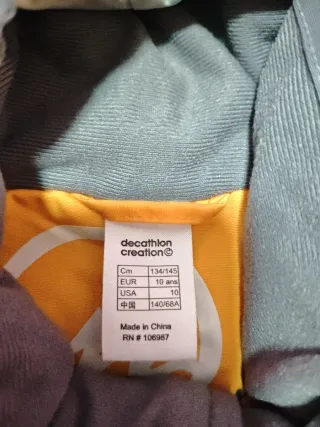 decathlon
creation©
Cm 134/145
EUR 10 ans
USA 10
中国 140/68A
Made in China
RN # 106987